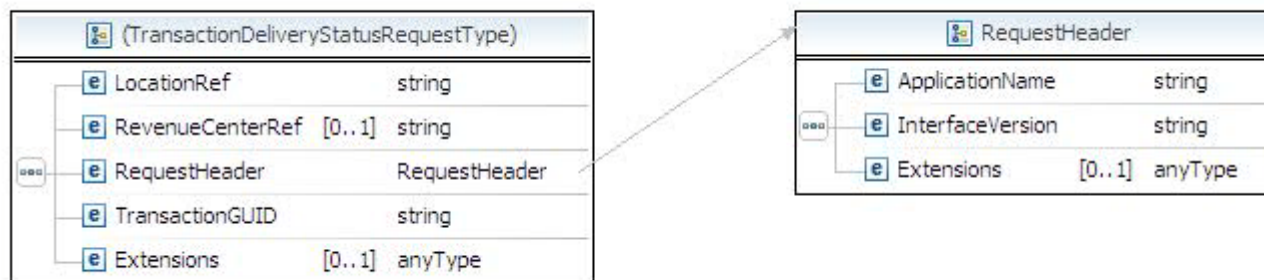 (TransactionDeliveryStatusRequestType)
LocationRef string
RevenueCenterRef [0..1] string
RequestHeader RequestHeader
TransactionGUID string
Extensions [0..1] anyType
RequestHeader
ApplicationName string
InterfaceVersion string
Extensions [0..1] anyType